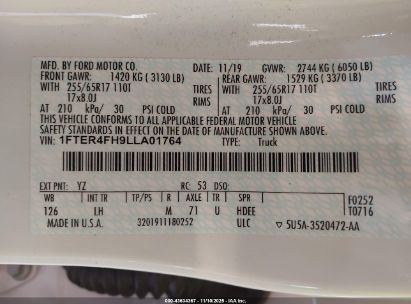 MFD. BY FORD MOTOR CO.
DATE: 11/19 GVWR: 2744 KG ( 6050 LB)
FRONT GAWR: 1420 KG ( 3130 LB) REAR GAWR: 1529 KG ( 3370 LB)
WITH 255/65R17 110T TIRES WITH 255/65R17 110T TIRES
17x8.0J RIMS 17x8.0J RIMS
AT 210 kPa/ 30 PSI COLD AT 210 kPa/ 30 PSI COLD
THIS VEHICLE CONFORMS TO ALL APPLICABLE FEDERAL MOTOR VEHICLE
SAFETY STANDARDS IN EFFECT ON THE DATE OF MANUFACTURE SHOWN ABOVE.
VIN: 1FTER4FH9LLA01764 TYPE: Truck
EXT PNT: YZ RC: 53 DSO: F0252
WB INT TR TP/PS R AXLE TR SPR T0716
126 LH M 71 U HDEE
MADE IN U.S.A. 3201911180252 ULC 5U5A-3520472-AA